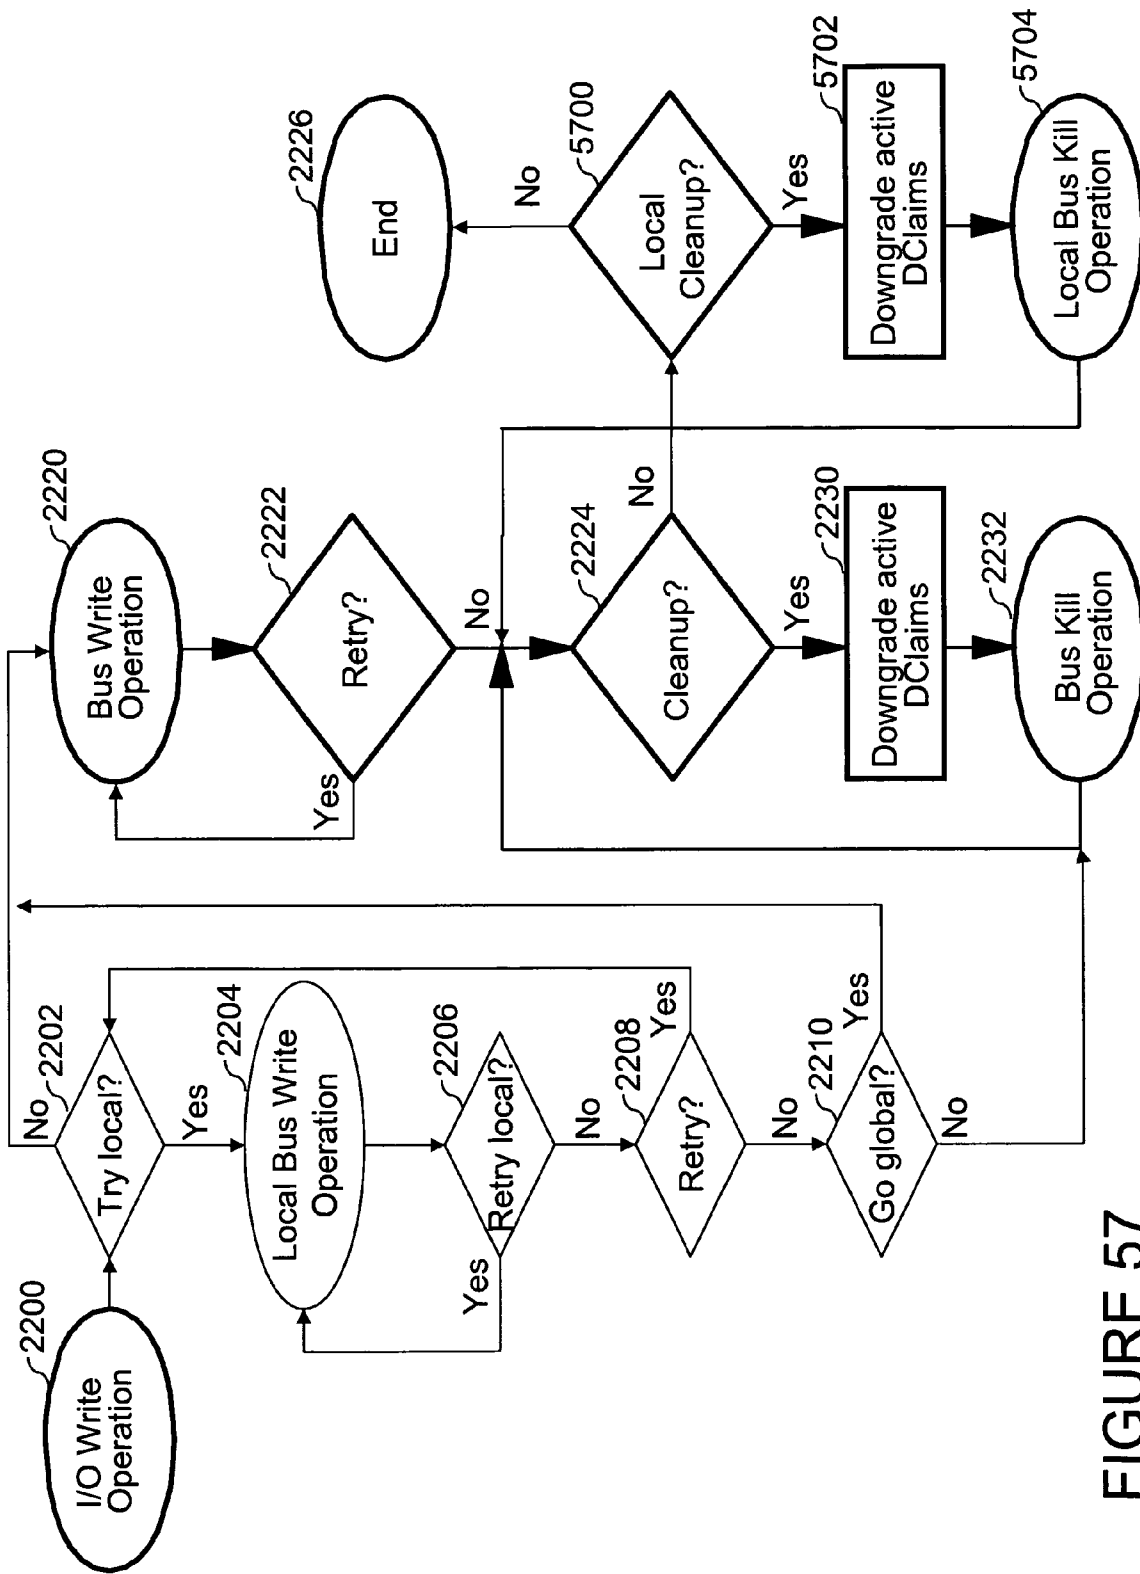 I/O Write
Operation
2200
Try local?
2202
No
Yes
Local Bus Write
Operation
2204
Retry local?
2206
Yes
No
Retry?
2208
Yes
No
Go global?
2210
Yes
No
Bus Write
Operation
2220
Retry?
2222
Yes
No
Cleanup?
2224
No
Yes
Downgrade active
DClaims
2230
Bus Kill
Operation
2232
End
2226
No
Local
Cleanup?
5700
Yes
Downgrade active
DClaims
5702
Local Bus Kill
Operation
5704
FIGURE 57